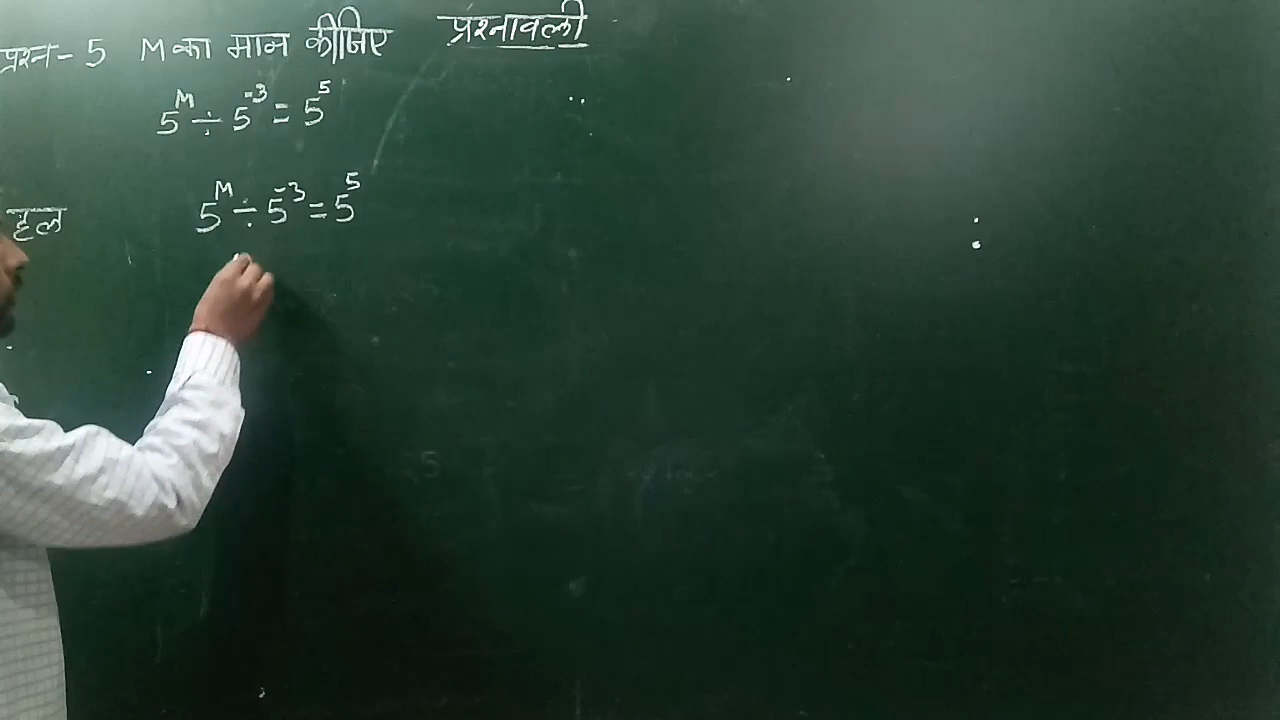 प्रश्नावली
प्रश्न - 5 M का मान कीजिए
5^M ÷ 5^-3 = 5^5
हल 5^M ÷ 5^-3 = 5^5